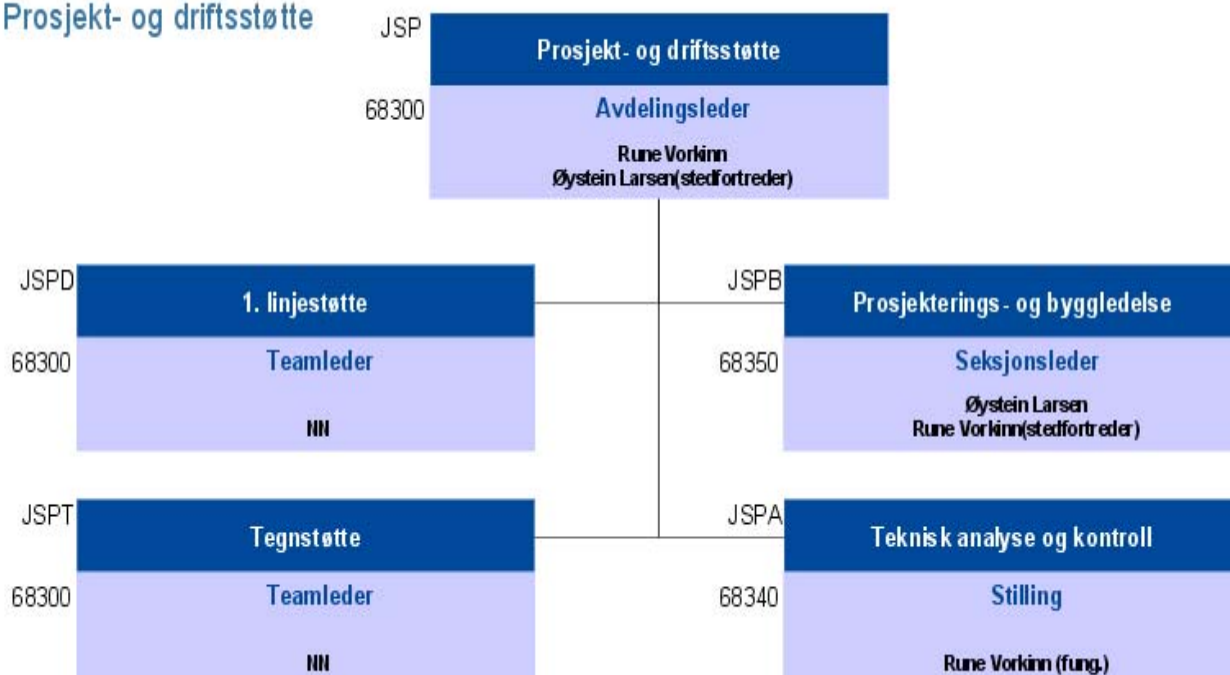 Prosjekt- og driftsstøtte
JSP
Prosjekt- og driftsstøtte
68300
Avdelingsleder
Rune Vorkinn
Øystein Larsen(stedfortreder)
JSPD
1. linjestøtte
68300
Teamleder
NN
JSPB
Prosjekterings- og byggledelse
68350
Seksjonsleder
Øystein Larsen
Rune Vorkinn(stedfortreder)
JSPT
Tegnstøtte
68300
Teamleder
NN
JSPA
Teknisk analyse og kontroll
68340
Stilling
Rune Vorkinn (fung.)